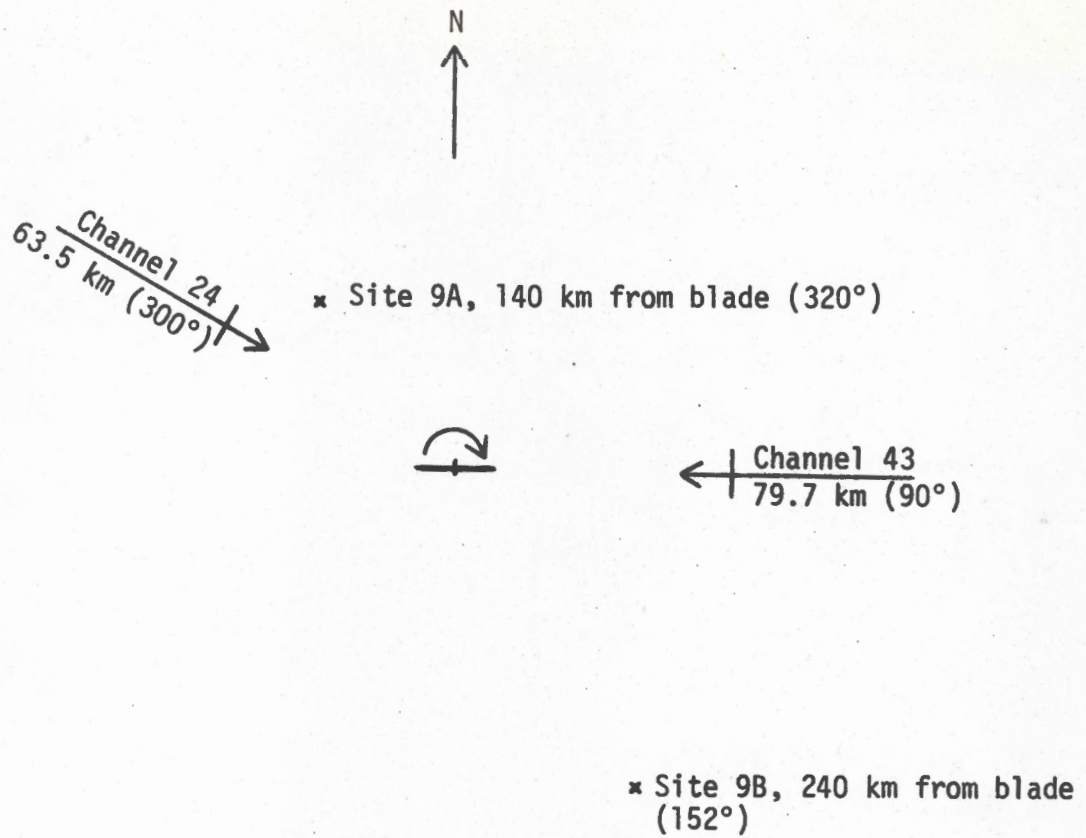 N
Channel 24
63.5 km (300°)
× Site 9A, 140 km from blade (320°)
Channel 43
79.7 km (90°)
× Site 9B, 240 km from blade
(152°)